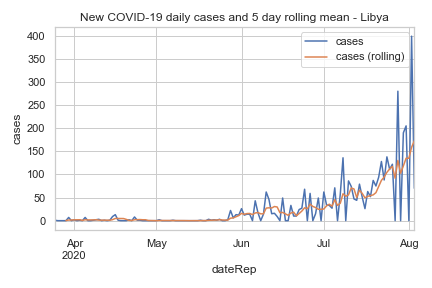 New COVID-19 daily cases and 5 day rolling mean - Libya
cases
cases (rolling)
400
350
300
250
200
150
100
50
0
cases
Apr
2020
May
Jun
Jul
Aug
dateRep